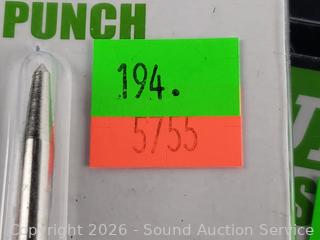 PUNCH
194.
5755
Copyright 2026 - Sound Auction Service